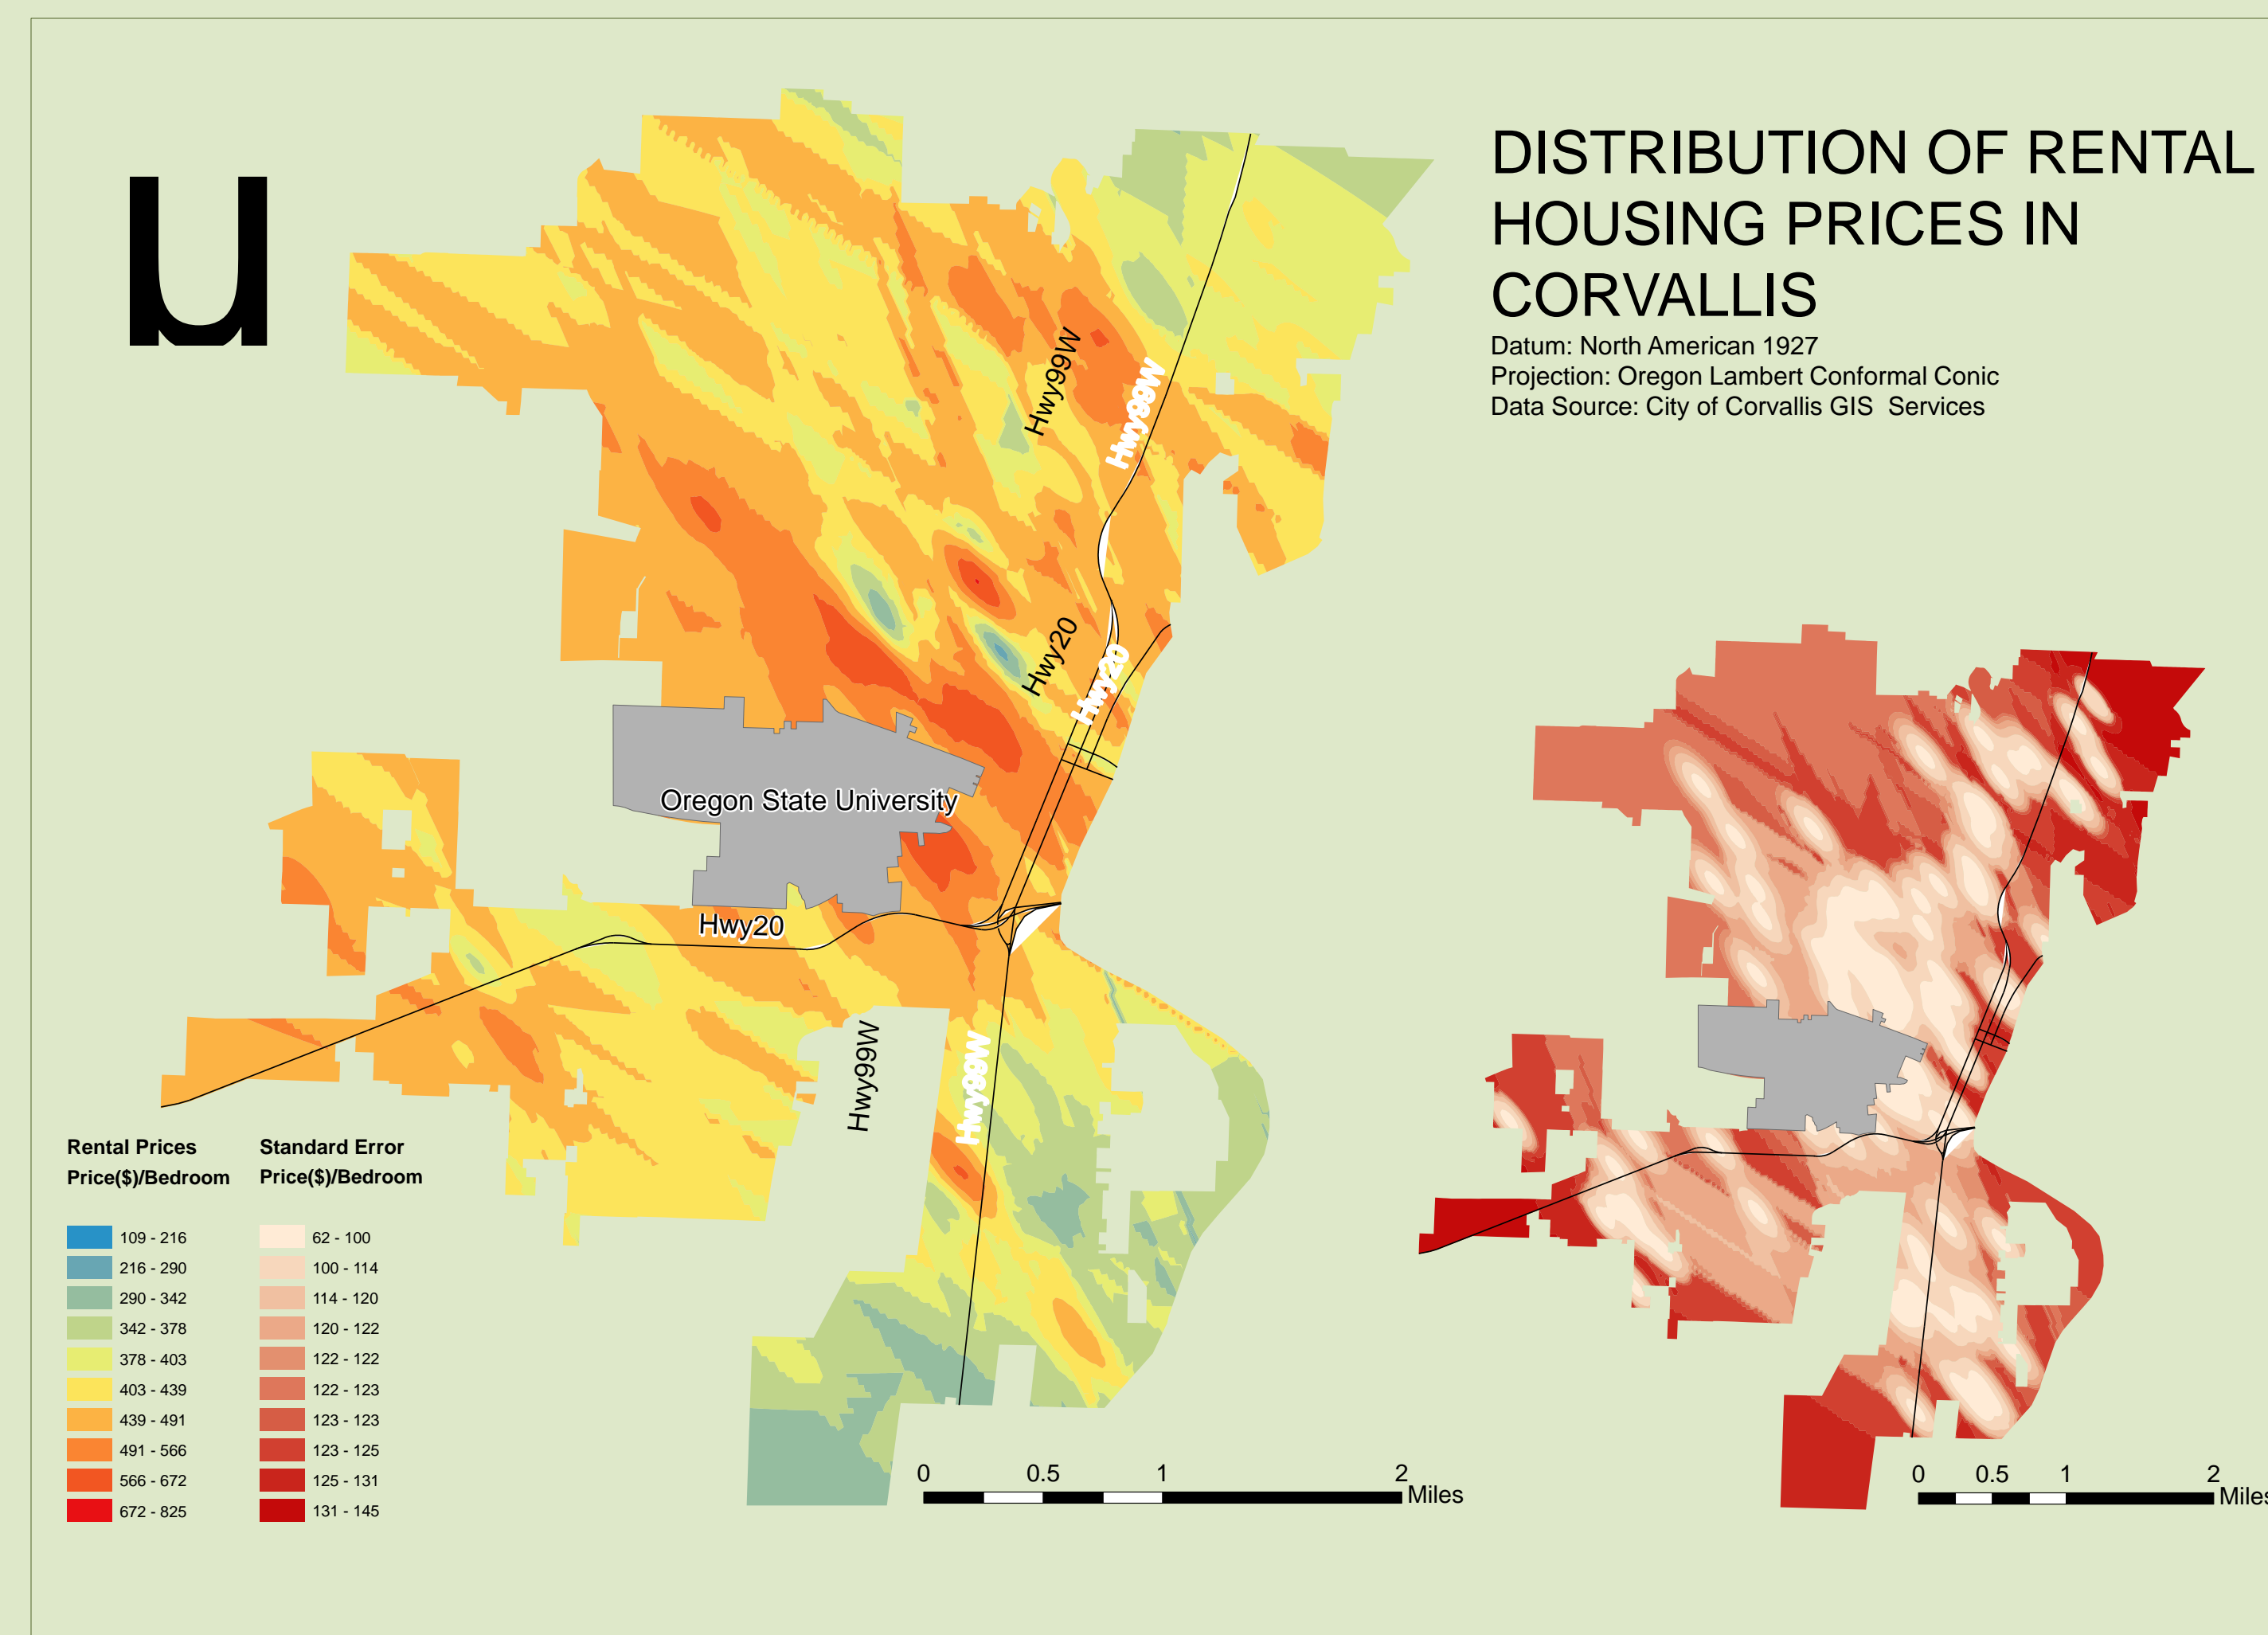 DISTRIBUTION OF RENTAL
HOUSING PRICES IN
CORVALLIS
Datum: North American 1927
Projection: Oregon Lambert Conformal Conic
Data Source: City of Corvallis GIS Services
u
Hwy99W
Hwy99W
Hwy20
Hwy20
Oregon State University
Hwy20
Hwy99W
Hwy99W
Rental Prices
Price($)/Bedroom
109 - 216
216 - 290
290 - 342
342 - 378
378 - 403
403 - 439
439 - 491
491 - 566
566 - 672
672 - 825
Standard Error
Price($)/Bedroom
62 - 100
100 - 114
114 - 120
120 - 122
122 - 122
122 - 123
123 - 123
123 - 125
125 - 131
131 - 145
0 0.5 1 2
Miles
0 0.5 1 2
Miles